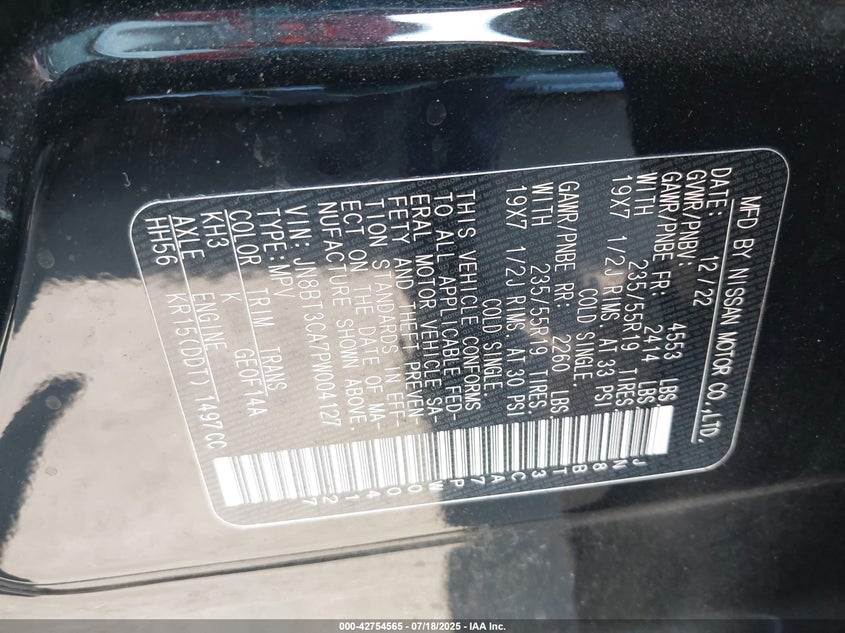 MFD BY NISSAN MOTOR CO.,LTD.
DATE: 12/22
GVWR/PNBV: 4553 LBS
GAWR/PNBE FR: 2414 LBS.
WITH 235/55R19 TIRES.
19X7 1/2J RIMS AT 33 PSI
COLD SINGLE
GAWR/PNBE RR: 2260 LBS
WITH 235/55R19 TIRES.
19X7 1/2J RIMS AT 30 PSI
COLD SINGLE
THIS VEHICLE CONFORMS
TO ALL APPLICABLE FED-
ERAL MOTOR VEHICLE SA-
FETY AND THEFT PREVEN-
TION STANDARDS IN EFF-
ECT ON THE DATE OF MA-
NUFACTURE SHOWN ABOVE.
VIN: JN8BT3CA7PW004127
TYPE:MPV
COLOR TRIM TRANS
KH3 K GE0F14A
AXLE ENGINE
HH56 KR15(DDT) 1497CC
JN8BT3CA7PW004127
000-42754565 - 07/18/2025 - IAA Inc.